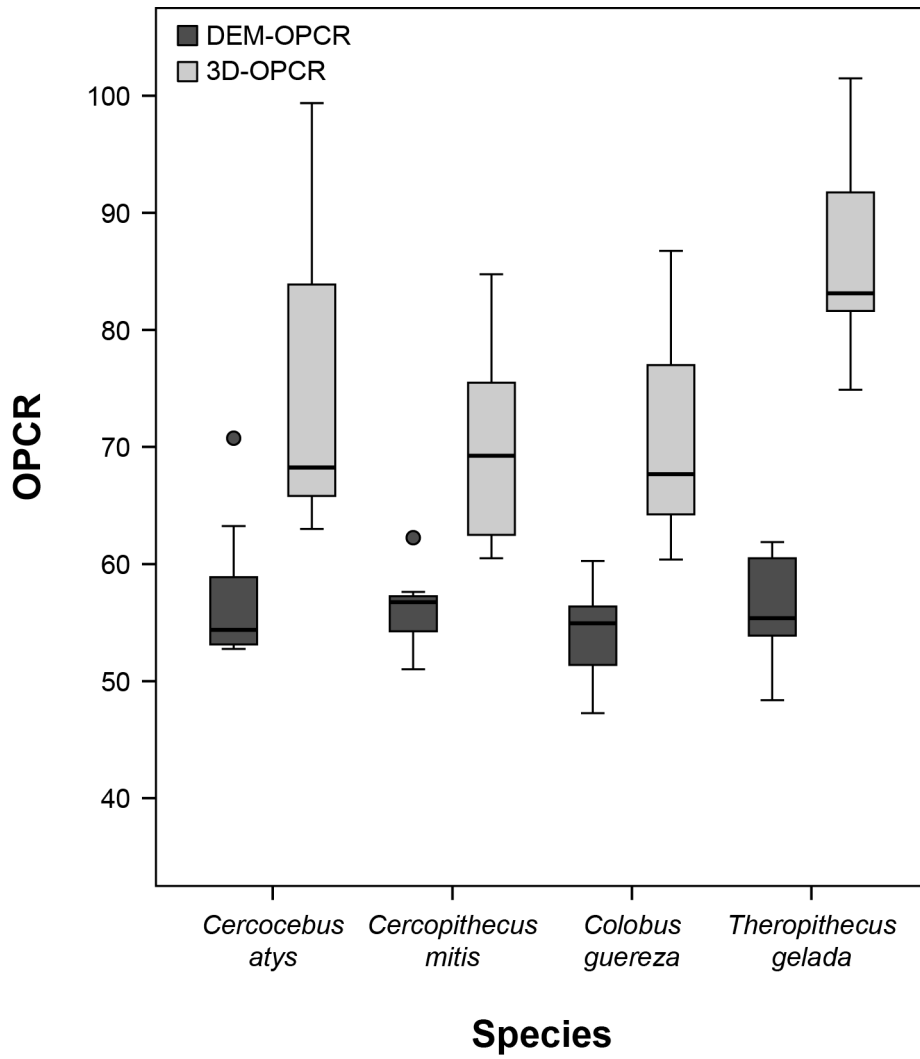 DEM-OPCR
3D-OPCR
100
90
80
70
60
50
40
OPCR
Cercocebus atys
Cercopithecus mitis
Colobus guereza
Theropithecus gelada
Species